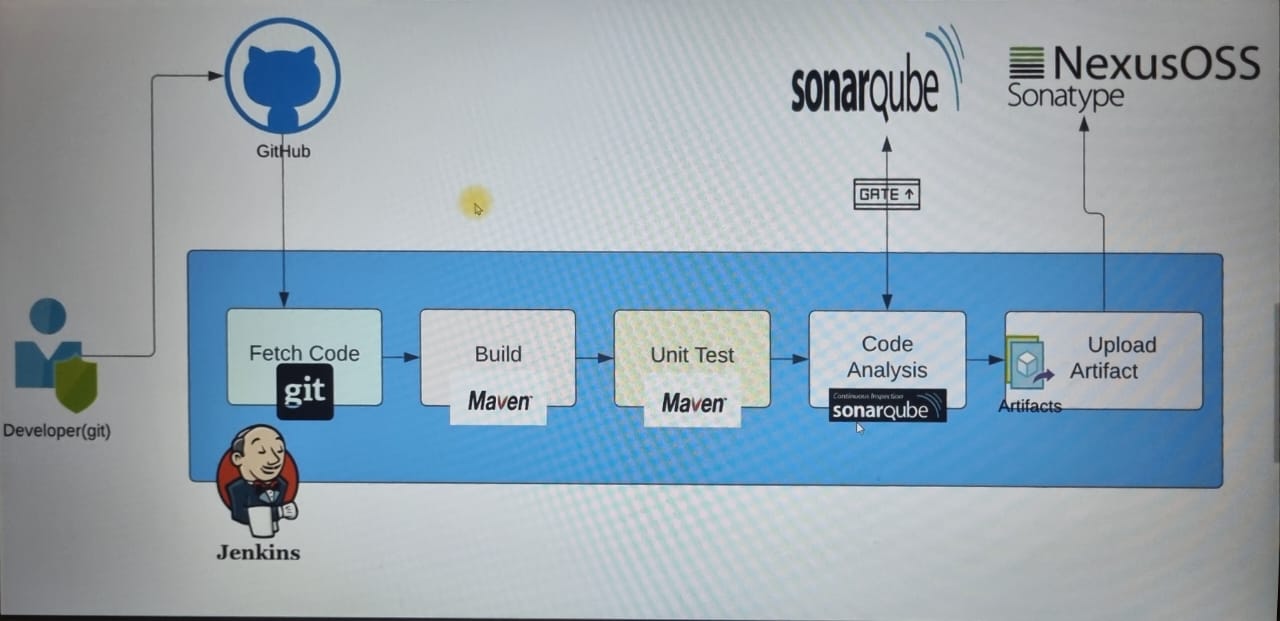 GitHub
sonarqube
NexusOSS
Sonatype
GATE ↑
Fetch Code
git
Build
Maven
Unit Test
Maven
Code
Analysis
Continuous Inspection
sonarqube
Upload
Artifact
Artifacts
Developer(git)
Jenkins